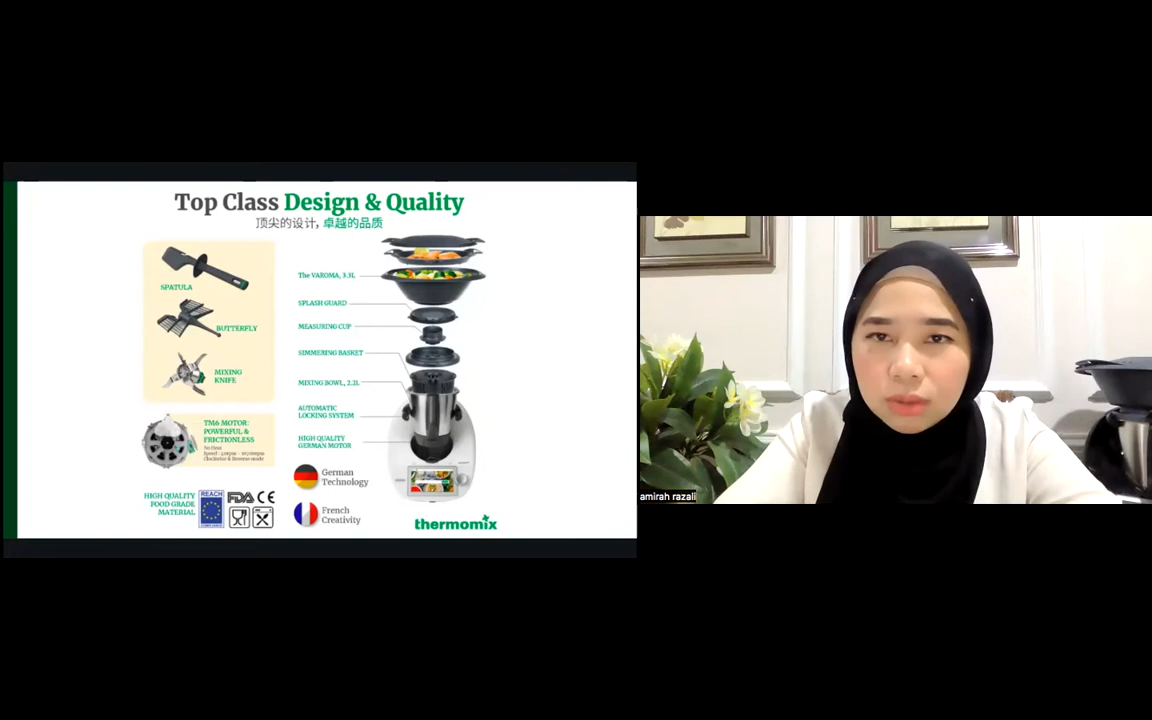 Top Class Design & Quality
顶尖的设计, 卓越的品质
SPATULA
BUTTERFLY
MIXING
KNIFE
TM6 MOTOR:
POWERFUL &
FRICTIONLESS
Clockwise & Reverse mode
HIGH QUALITY
FOOD GRADE
MATERIAL
REACH
FDA CE
The VAROMA, 3.3L
SPLASH GUARD
MEASURING CUP
SIMMERING BASKET
MIXING BOWL, 2.2L
AUTOMATIC
LOCKING SYSTEM
HIGH QUALITY
GERMAN MOTOR
German
Technology
French
Creativity
thermomix
amirah razali